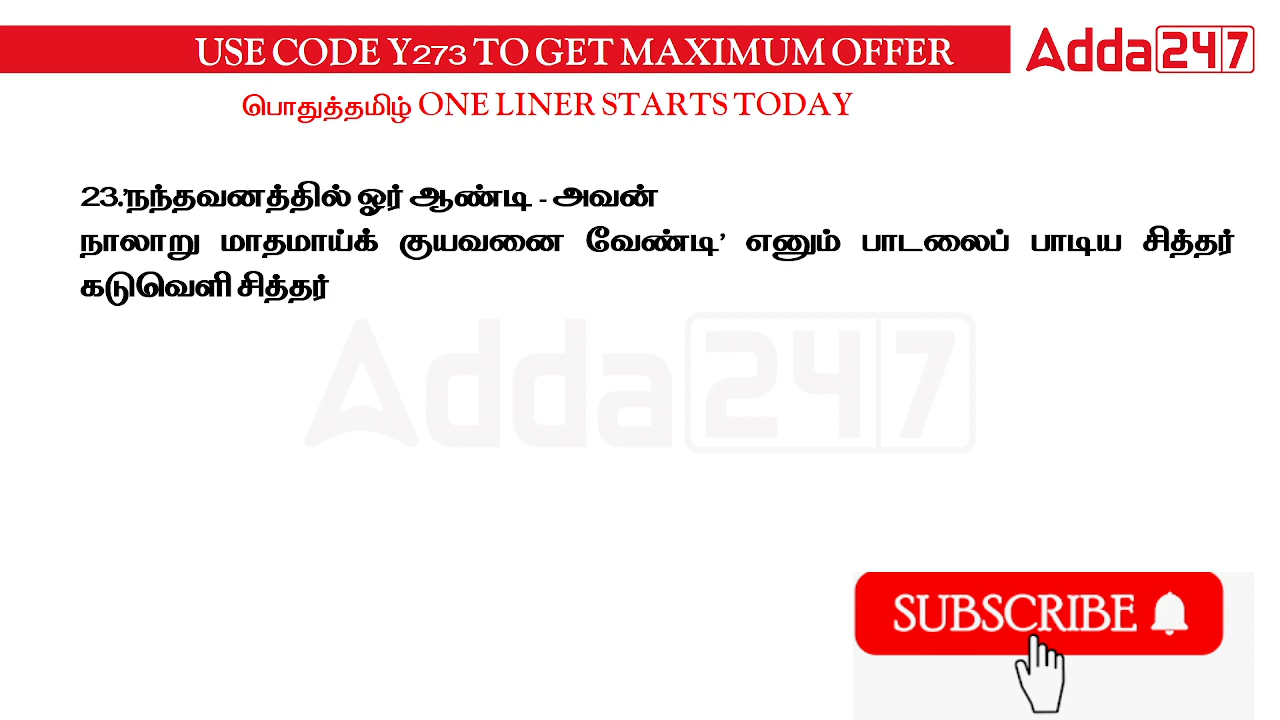 USE CODE Y273 TO GET MAXIMUM OFFER
Adda247
பொதுத்தமிழ் ONE LINER STARTS TODAY
23.'நந்தவனத்தில் ஓர் ஆண்டி - அவன்
நாலாறு மாதமாய்க் குயவனை வேண்டி' எனும் பாடலைப் பாடிய சித்தர்
கடுவெளி சித்தர்
Adda247
SUBSCRIBE